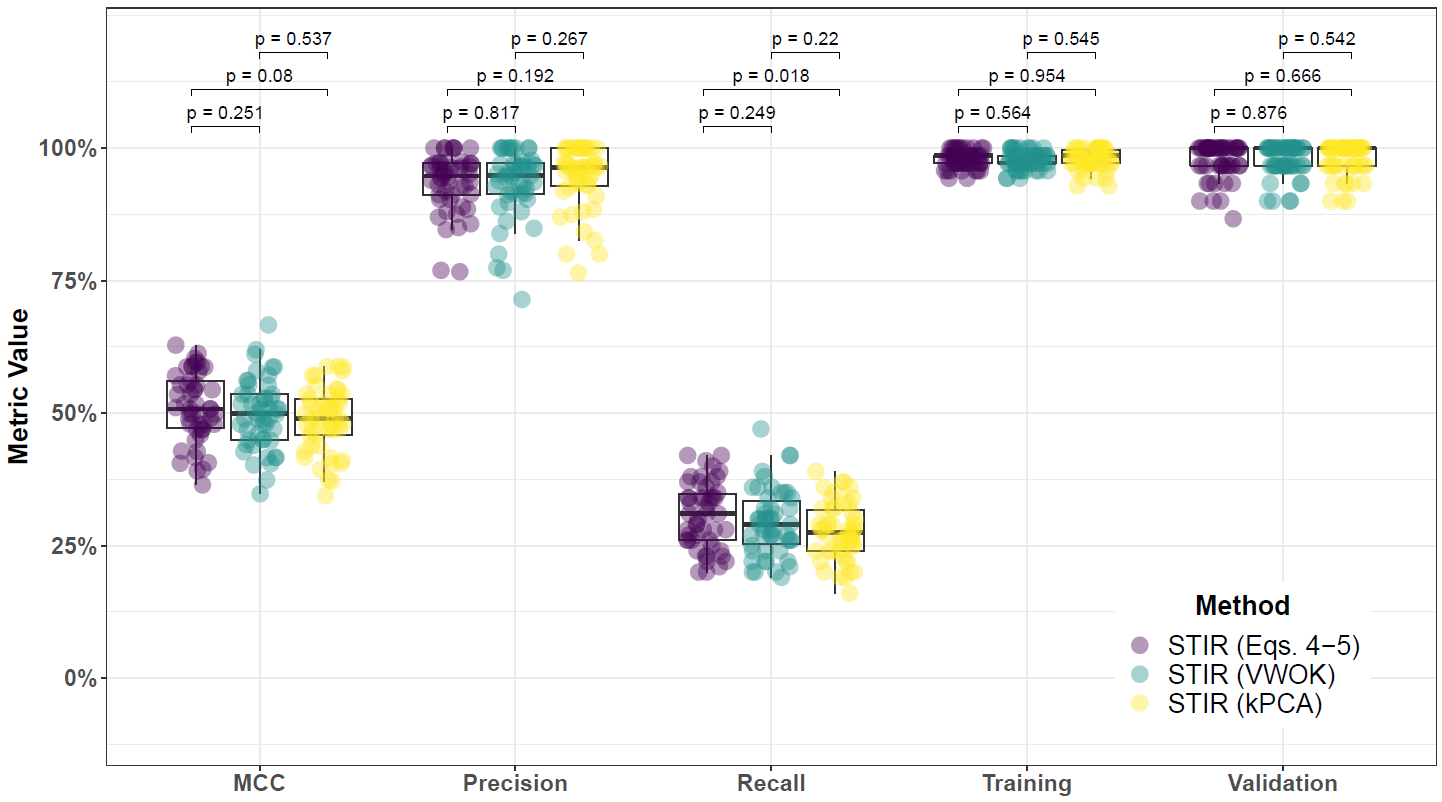 p = 0.537
p = 0.267
p = 0.22
p = 0.545
p = 0.542
p = 0.08
p = 0.192
p = 0.018
p = 0.954
p = 0.666
p = 0.251
p = 0.817
p = 0.249
p = 0.564
p = 0.876
100%
75%
50%
25%
0%
Metric Value
Method
STIR (Eqs. 4−5)
STIR (VWOK)
STIR (kPCA)
MCC
Precision
Recall
Training
Validation